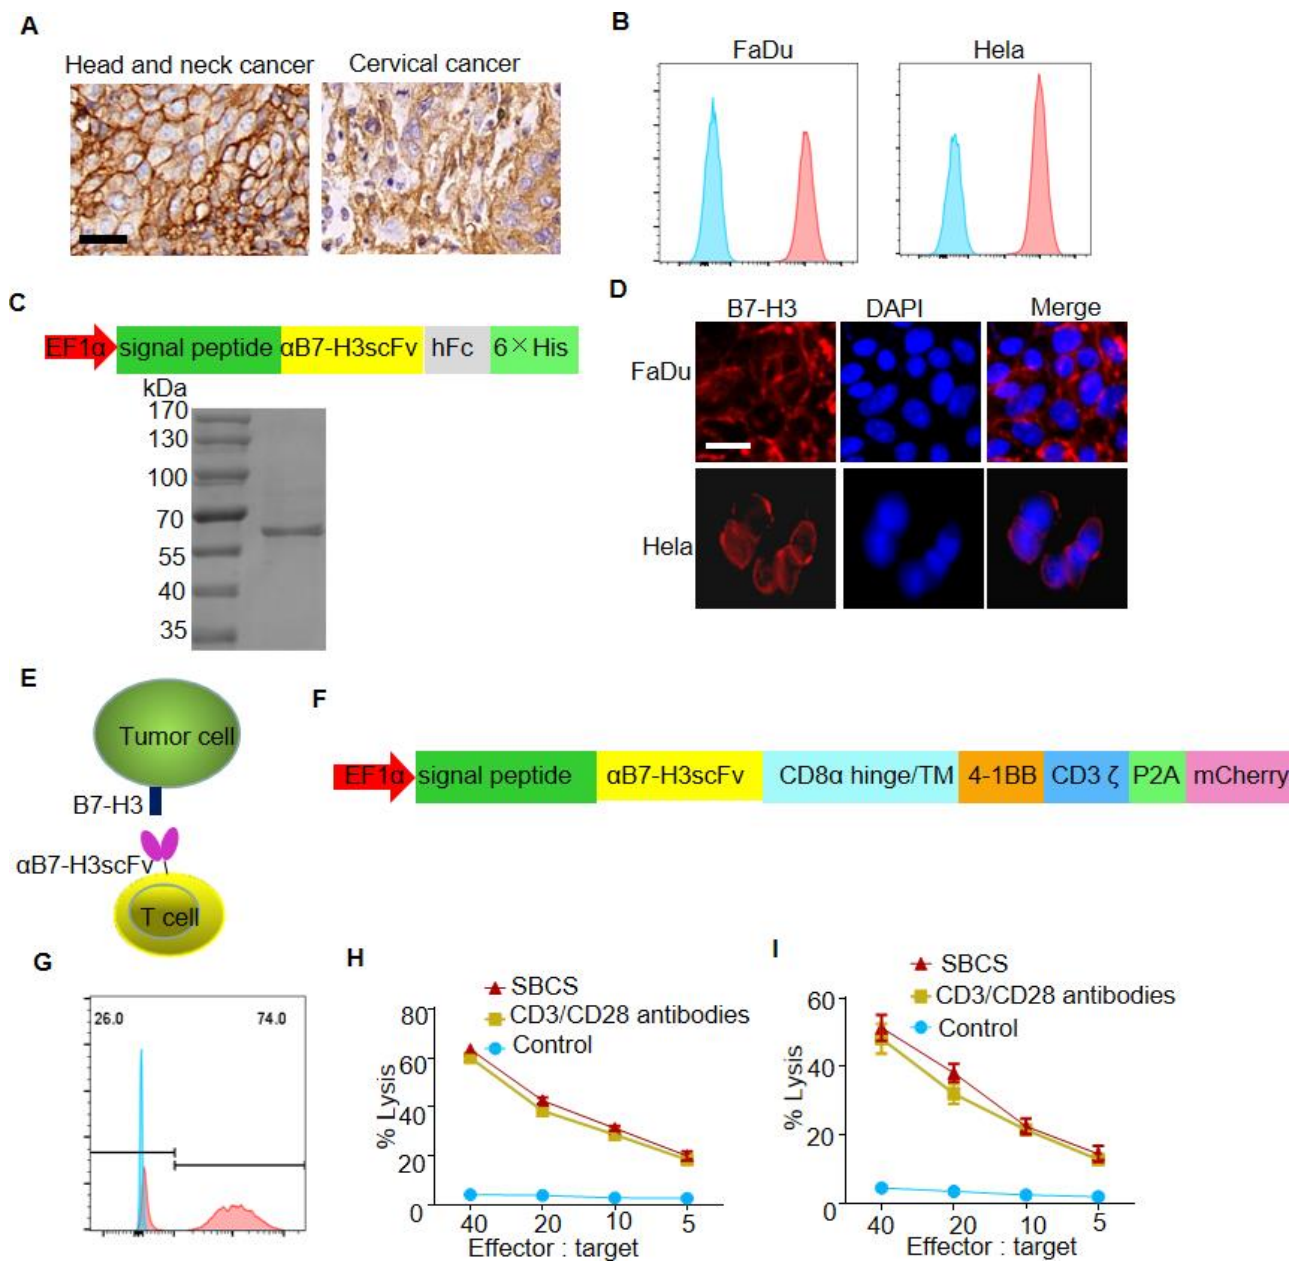 A
Head and neck cancer
Cervical cancer
B
FaDu
Hela
C
EF1α signal peptide αB7-H3scFv hFc 6×His
kDa
170
130
100
70
55
40
35
D
B7-H3 DAPI Merge
FaDu
Hela
E
Tumor cell
B7-H3
αB7-H3scFv
T cell
F
EF1α signal peptide αB7-H3scFv CD8α hinge/TM 4-1BB CD3 ζ P2A mCherry
G
26.0 74.0
H
SBCS
CD3/CD28 antibodies
Control
% Lysis
80
60
40
20
0
40 20 10 5
Effector : target
I
SBCS
CD3/CD28 antibodies
Control
% Lysis
60
40
20
0
40 20 10 5
Effector : target